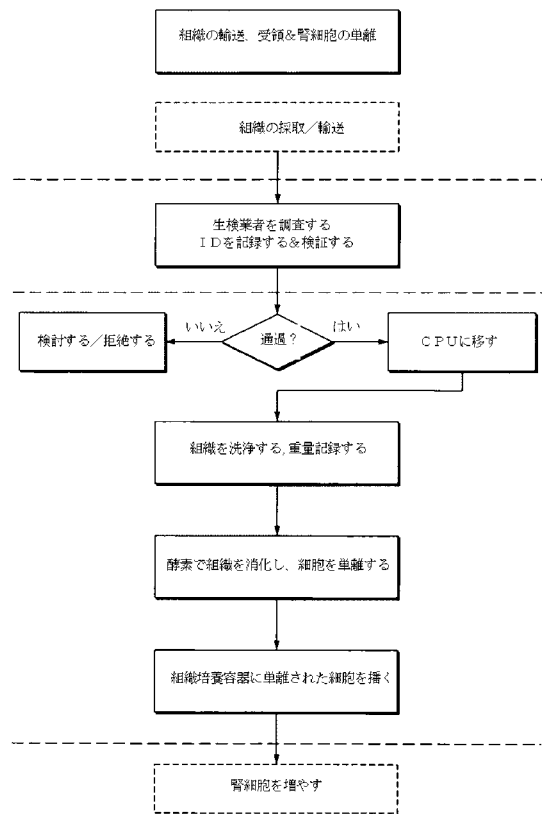 組織の輸送、受領&腎細胞の単離
組織の採取／輸送
生検業者を調査する
ＩＤを記録する&検証する
いいえ
通過？
はい
検討する／拒絶する
ＣＰＵに移す
組織を洗浄する,重量記録する
酵素で組織を消化し、細胞を単離する
組織培養容器に単離された細胞を播く
腎細胞を増やす